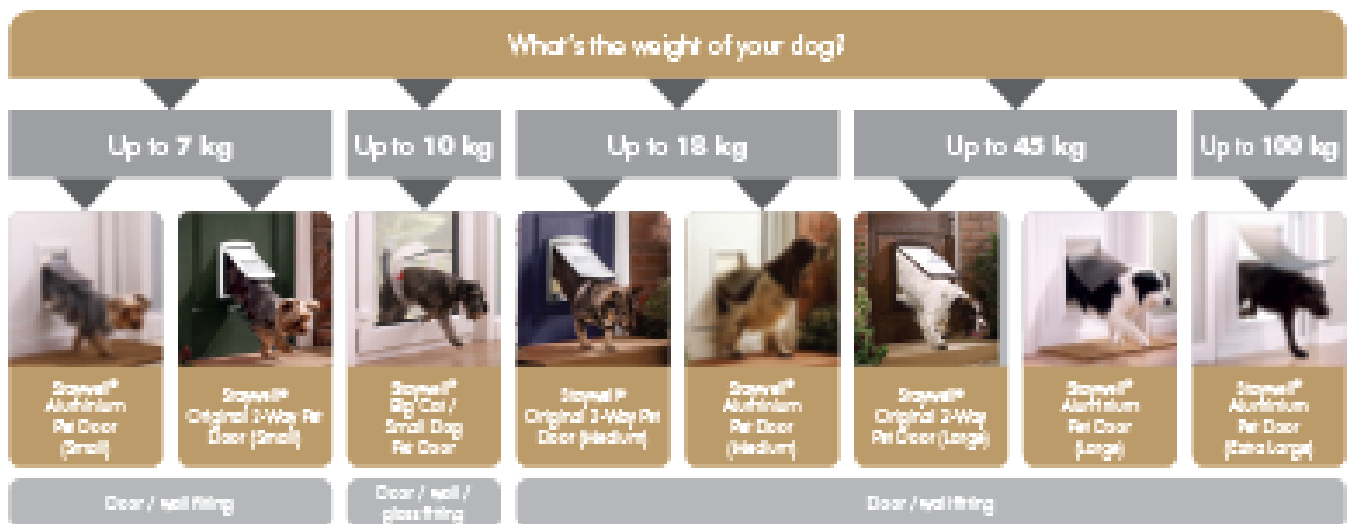 What's the weight of your dog?
Up to 7 kg
Up to 10 kg
Up to 18 kg
Up to 45 kg
Up to 100 kg
Staywell®
Aluminium
Pet Door
(Small)
Staywell®
Original 2-Way Pet
Door (Small)
Staywell®
Big Cat /
Small Dog
Pet Door
Staywell®
Original 2-Way Pet
Door (Medium)
Staywell®
Aluminium
Pet Door
(Medium)
Staywell®
Original 2-Way
Pet Door (Large)
Staywell®
Aluminium
Pet Door
(Large)
Staywell®
Aluminium
Pet Door
(Extra Large)
Door / wall fitting
Door / wall /
glass fitting
Door / wall fitting